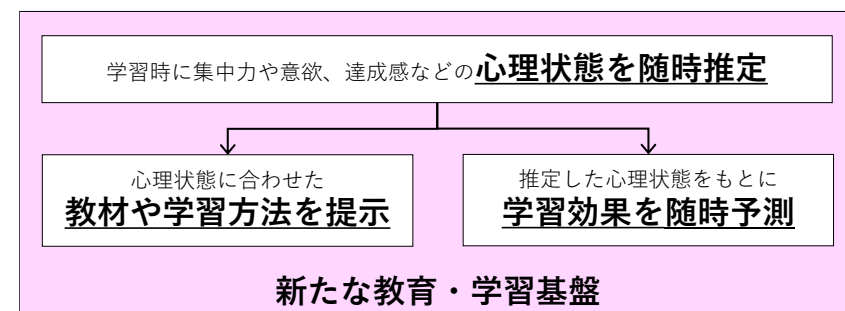 学習時に集中力や意欲、達成感などの心理状態を随時推定
心理状態に合わせた
教材や学習方法を提示
推定した心理状態をもとに
学習効果を随時予測
新たな教育・学習基盤